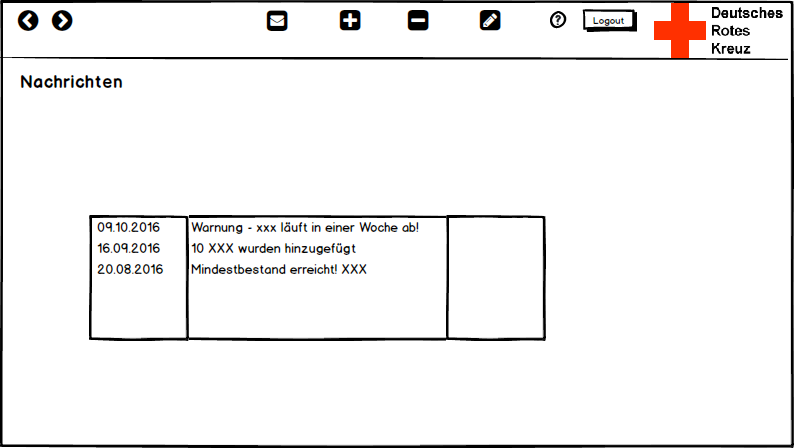 Logout
Deutsches
Rotes
Kreuz
Nachrichten
09.10.2016 Warnung - xxx läuft in einer Woche ab!
16.09.2016 10 XXX wurden hinzugefügt
20.08.2016 Mindestbestand erreicht! XXX